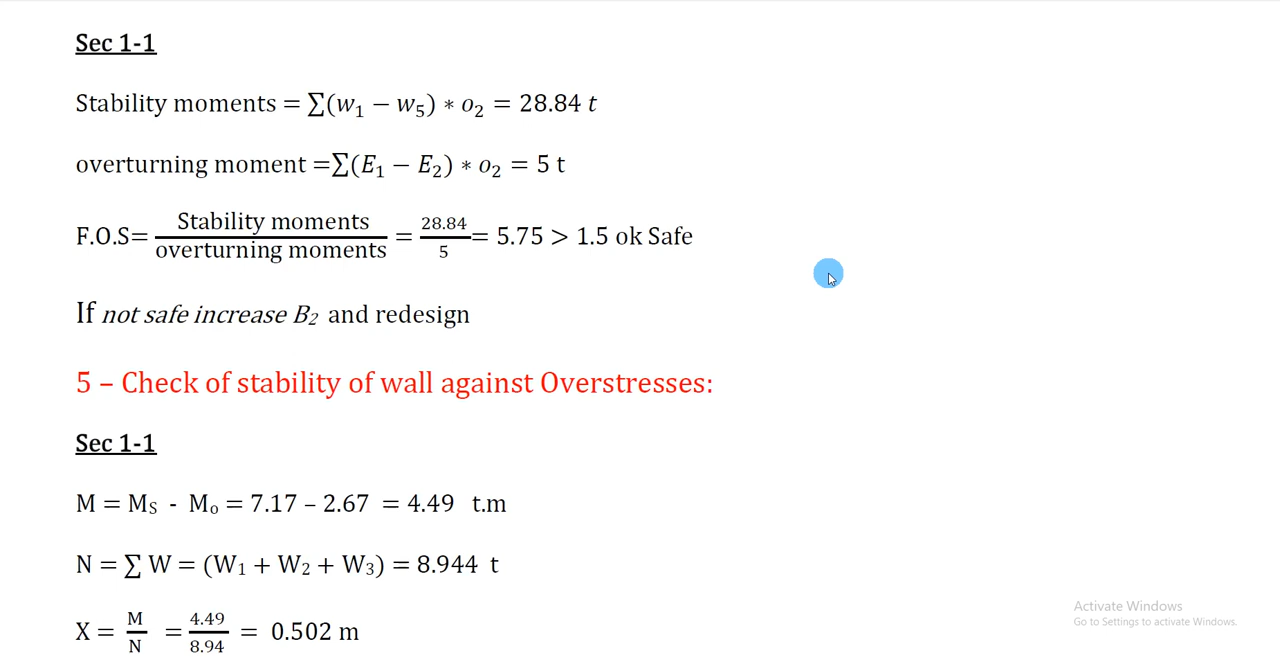 Sec 1-1
Stability moments = ∑(w₁ − w₅) * o₂ = 28.84 t
overturning moment =∑(E₁ − E₂) * o₂ = 5 t
F.O.S= Stability moments / overturning moments = 28.84 / 5 = 5.75 > 1.5 ok Safe
If not safe increase B₂ and redesign
5 – Check of stability of wall against Overstresses:
Sec 1-1
M = Mₛ - Mₒ = 7.17 – 2.67 = 4.49 t.m
N = ∑ W = (W₁ + W₂ + W₃) = 8.944 t
X = M / N = 4.49 / 8.94 = 0.502 m
Activate Windows
Go to Settings to activate Windows.